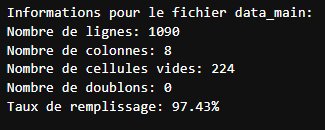 Informations pour le fichier data_main:
Nombre de lignes: 1090
Nombre de colonnes: 8
Nombre de cellules vides: 224
Nombre de doublons: 0
Taux de remplissage: 97.43%